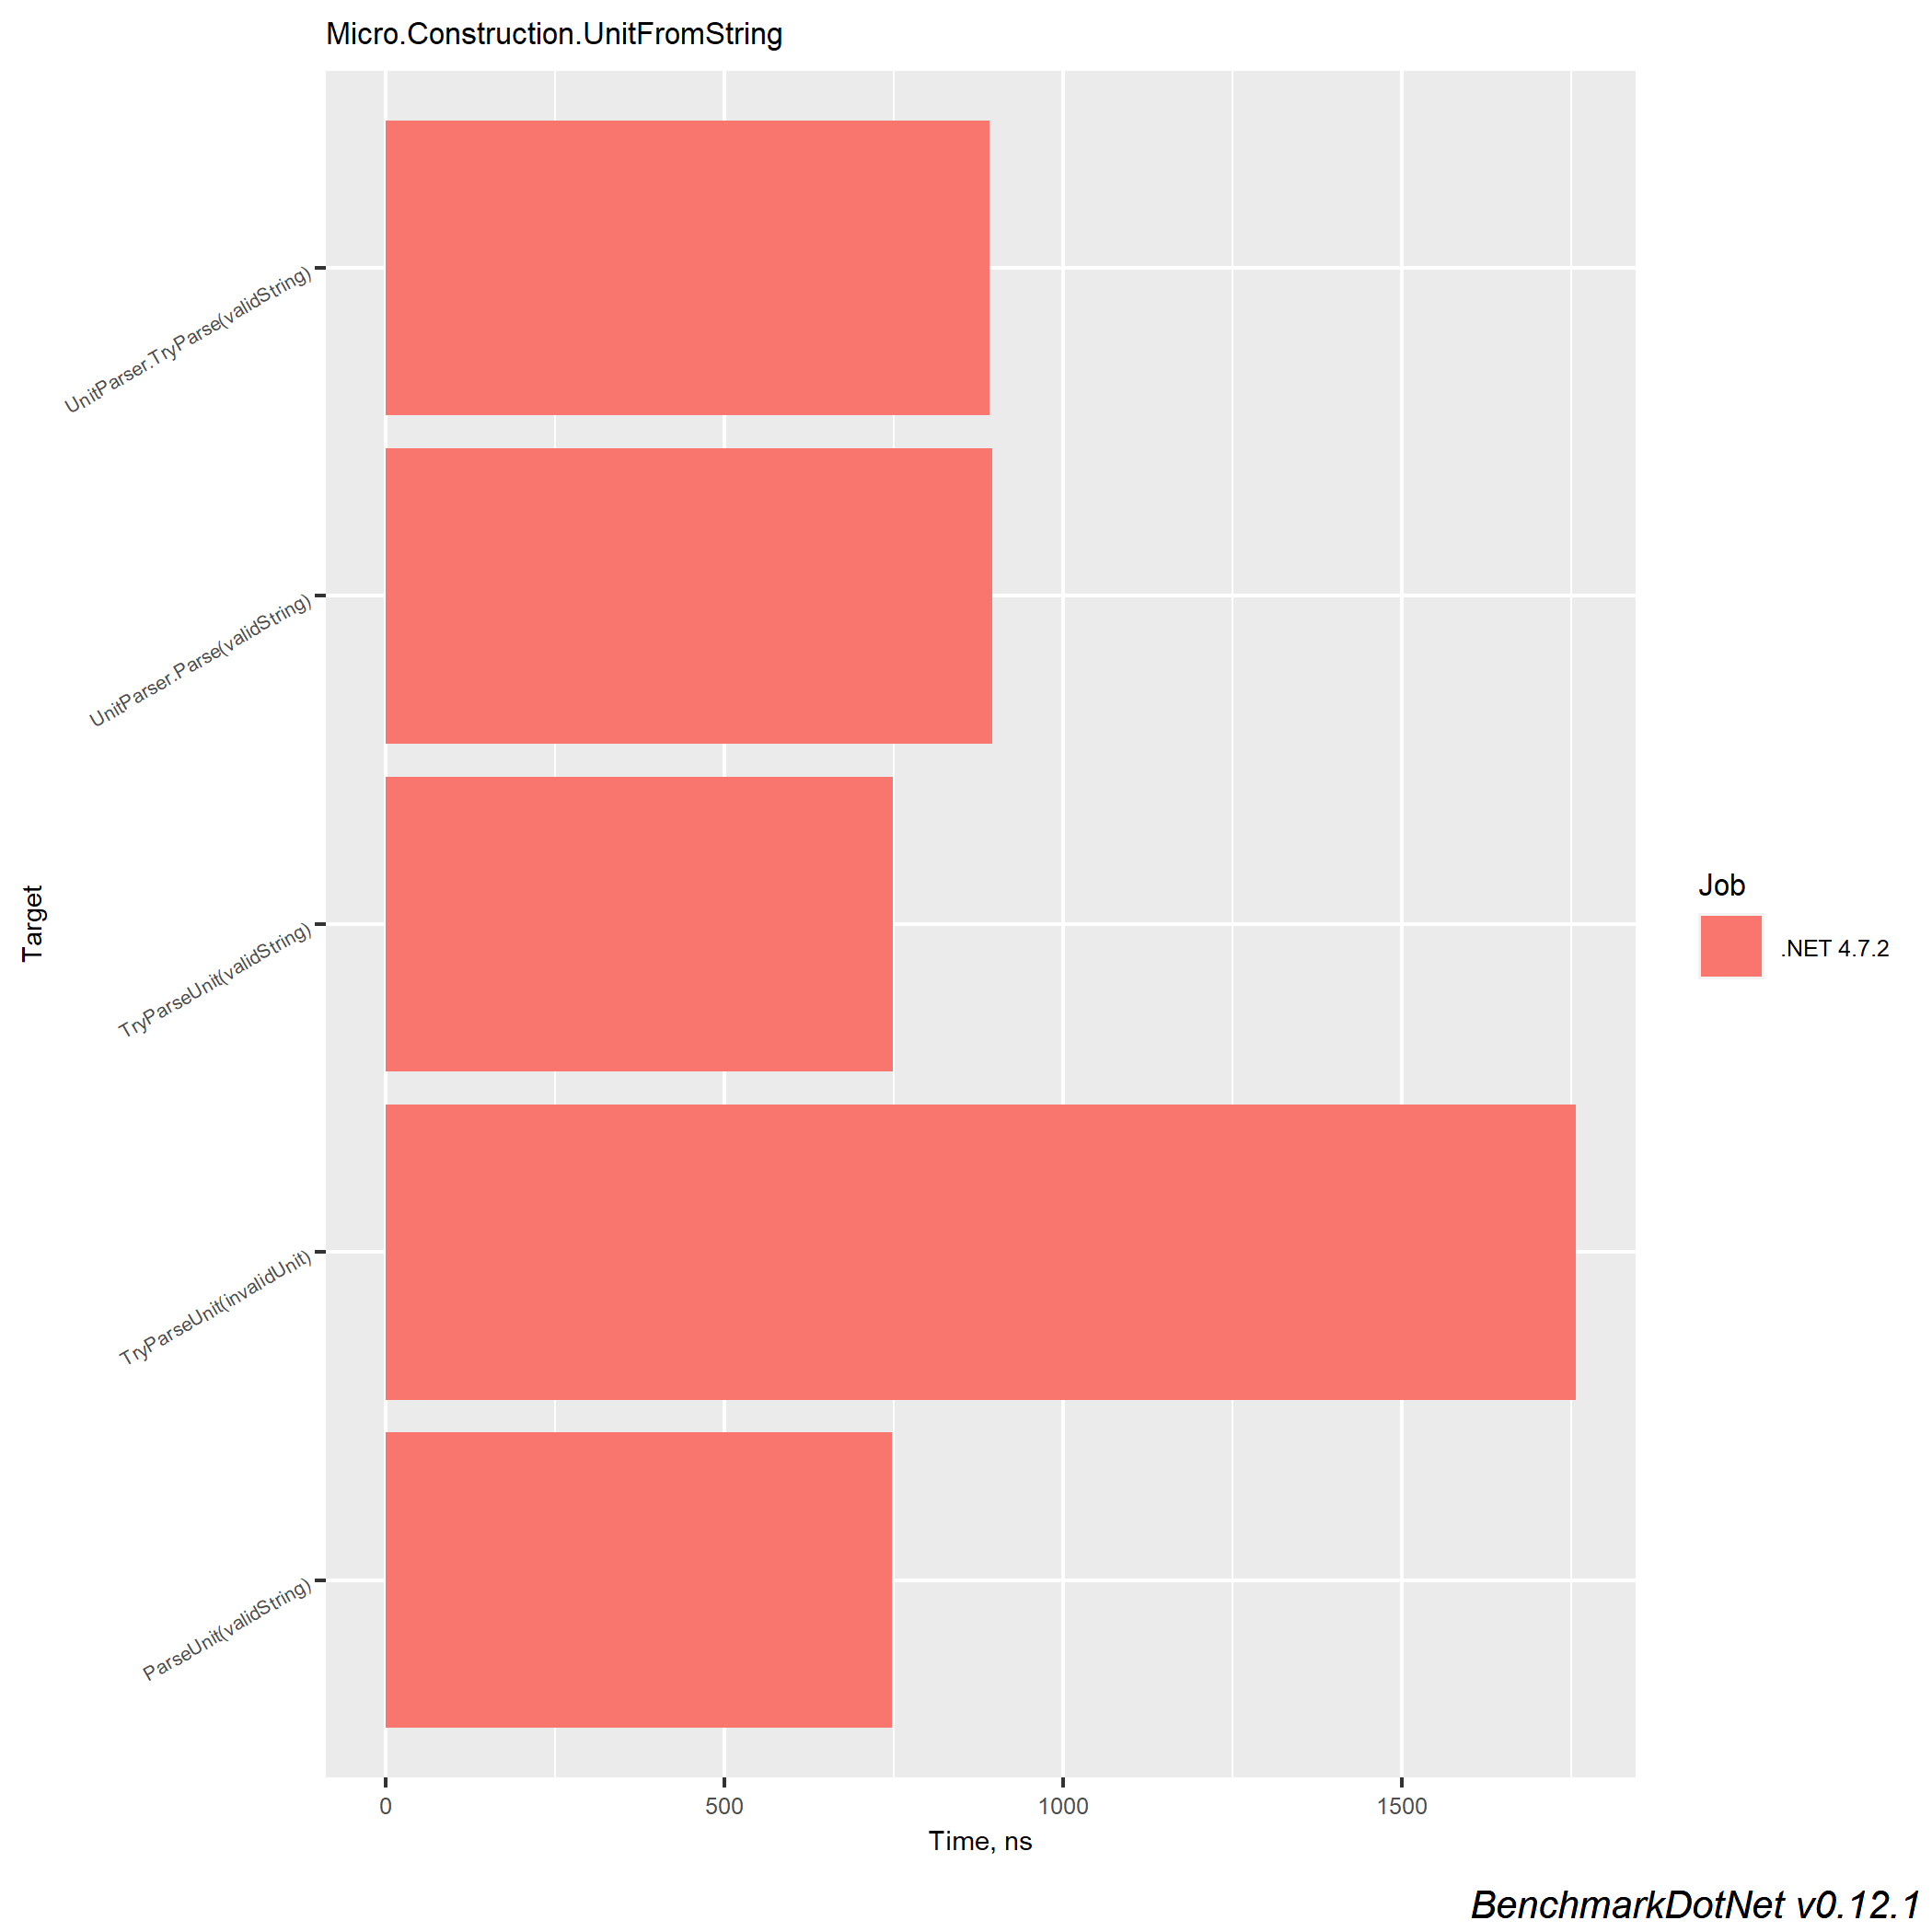 Micro.Construction.UnitFromString
UnitParser.TryParse(validString)
UnitParser.Parse(validString)
TryParseUnit(validString)
TryParseUnit(invalidUnit)
ParseUnit(validString)
Target
0
500
1000
1500
Time, ns
Job
.NET 4.7.2
BenchmarkDotNet v0.12.1